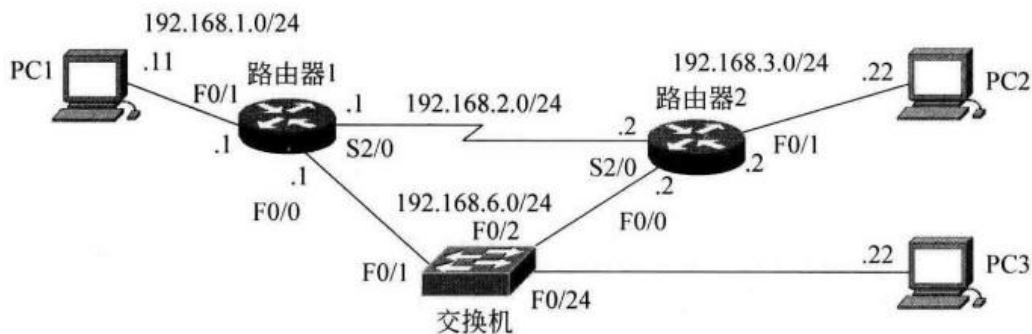 192.168.1.0/24
PC1
.11
F0/1
路由器1
.1
.1
S2/0
.1
F0/0
192.168.2.0/24
192.168.3.0/24
路由器2
.22
PC2
.2
S2/0
F0/1
.2
.2
F0/0
192.168.6.0/24
F0/2
F0/1
F0/24
交换机
.22
PC3